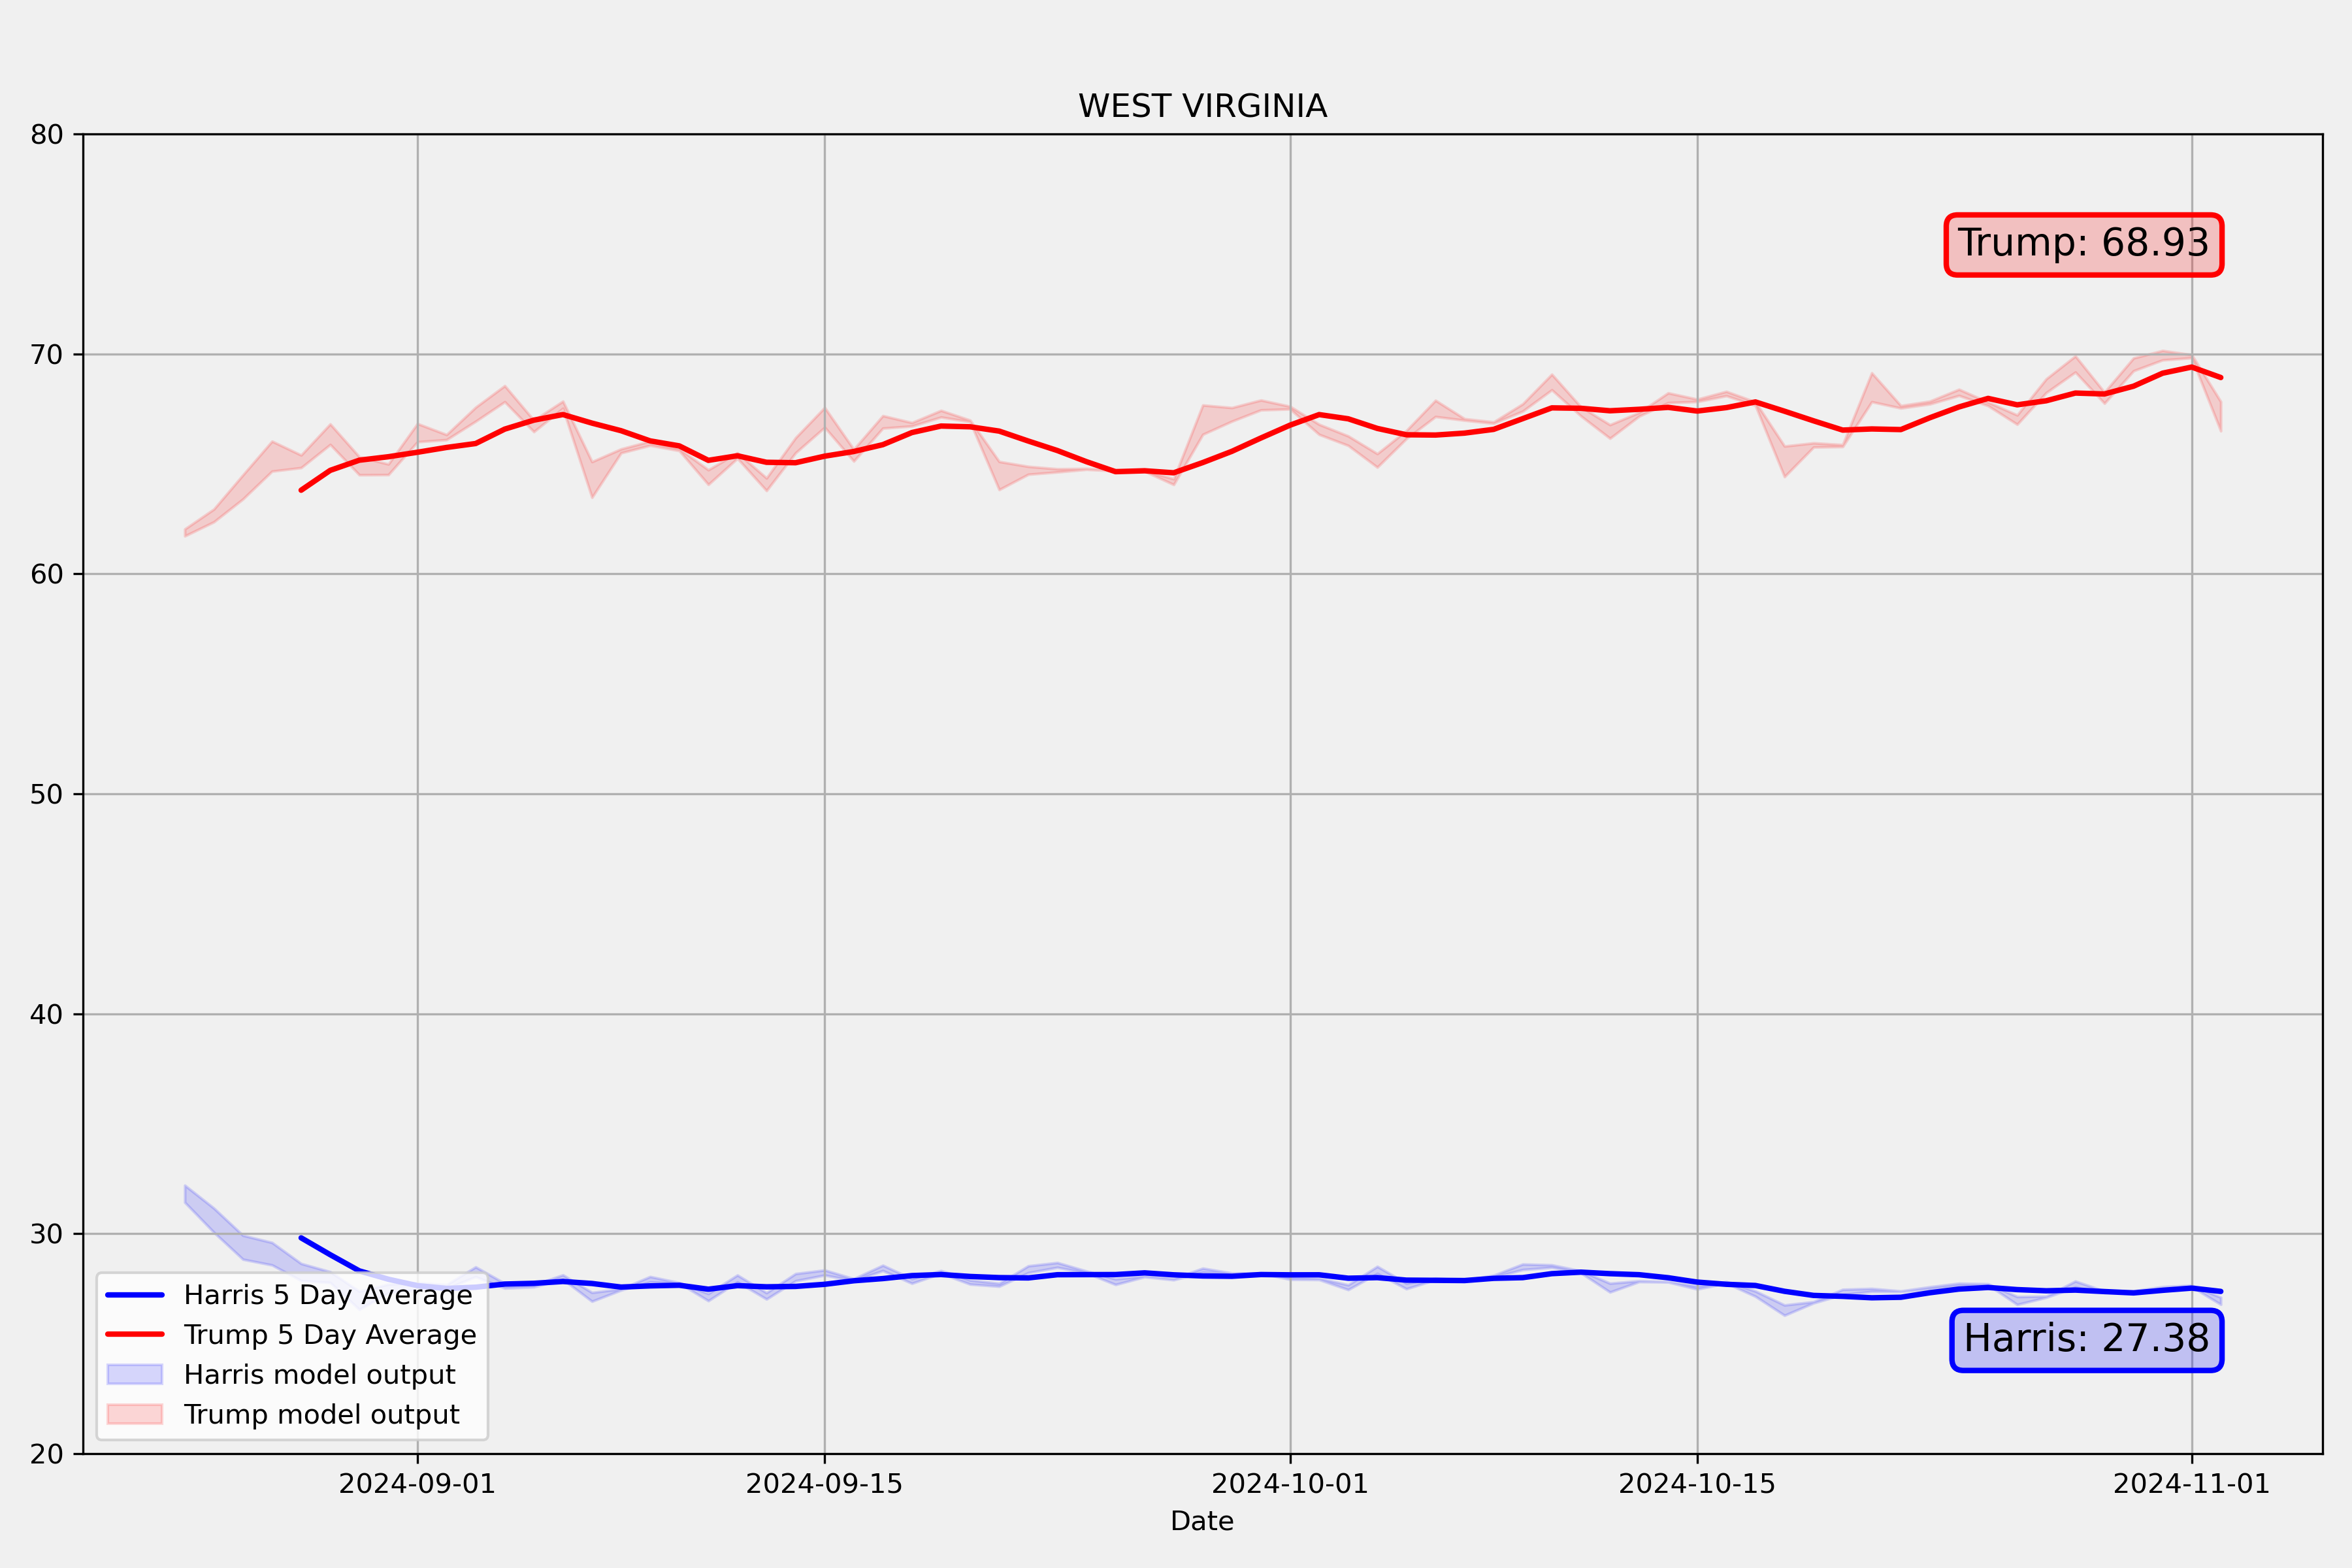 WEST VIRGINIA
80
70
60
50
40
30
20
Trump: 68.93
Harris: 27.38
Harris 5 Day Average
Trump 5 Day Average
Harris model output
Trump model output
2024-09-01
2024-09-15
2024-10-01
2024-10-15
2024-11-01
Date